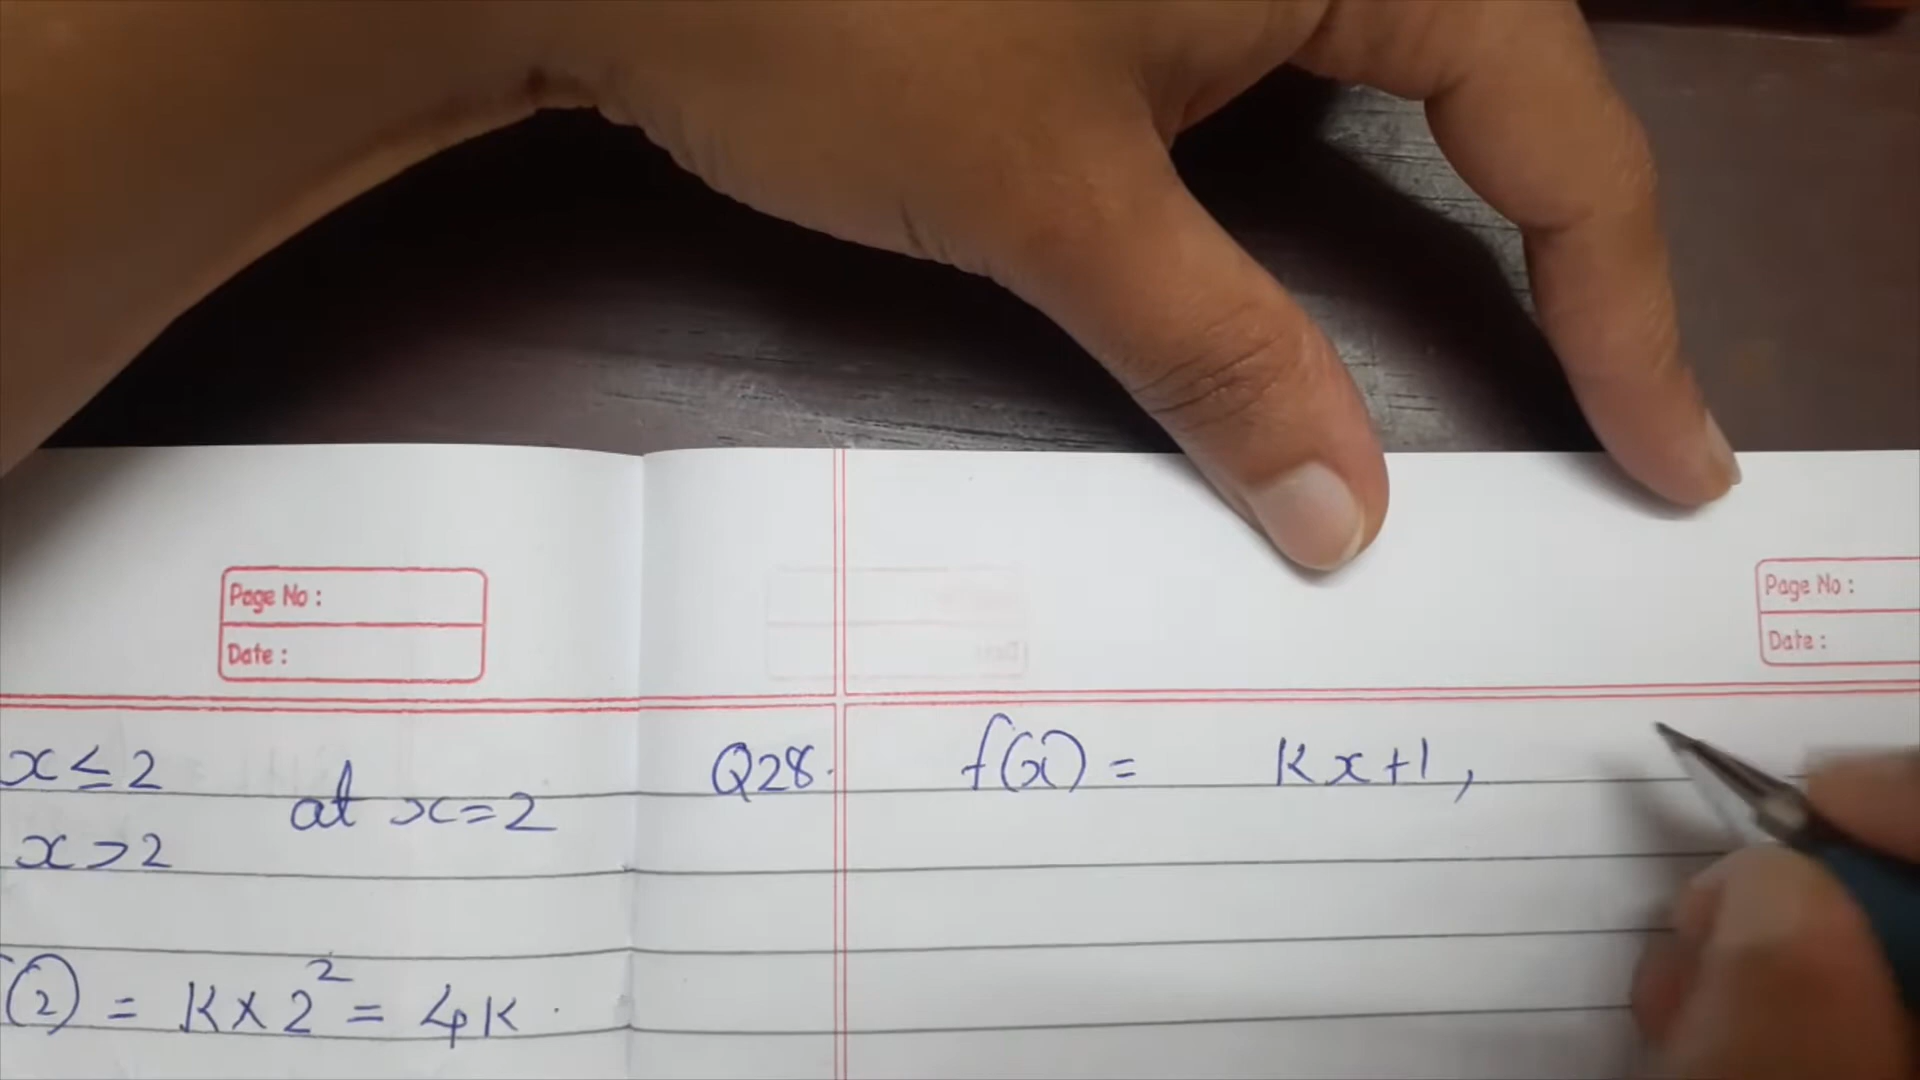 Page No :
Date :
x ≤ 2
at x = 2
x > 2
(2) = K × 2² = 4K .
Page No :
Date :
Q28. f(x) = Kx+1,